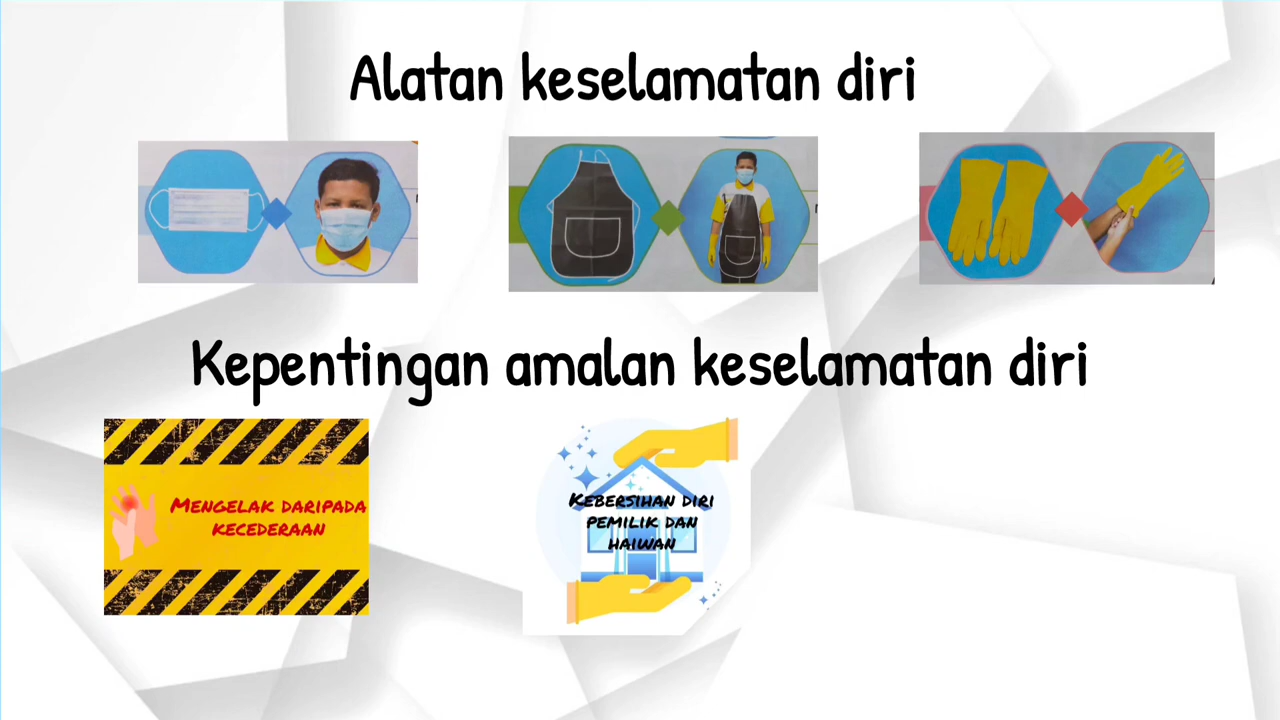 Alatan keselamatan diri
Kepentingan amalan keselamatan diri
Mengelak daripada
kecederaan
Kebersihan diri
pemilik dan
haiwan